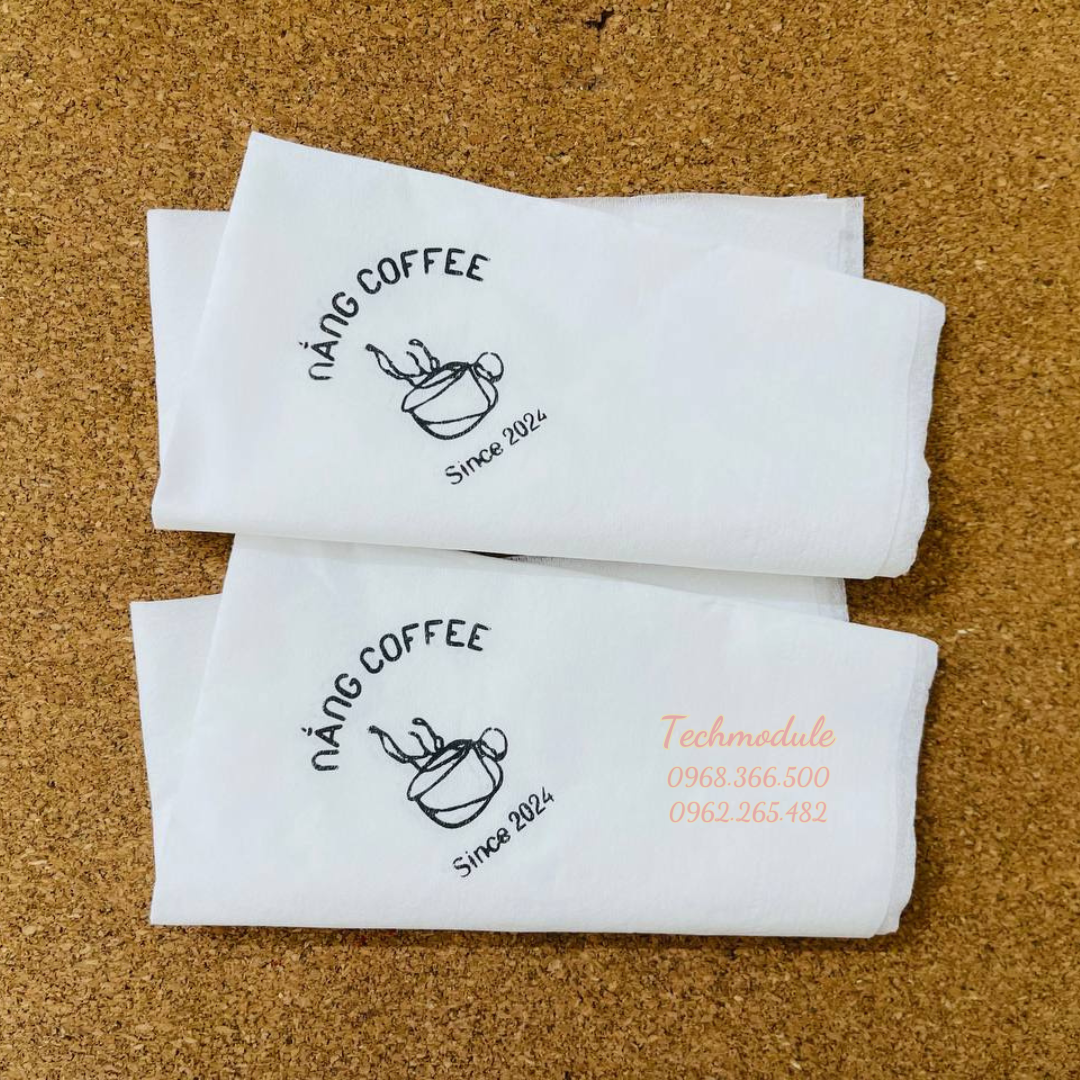 NẮNG COFFEE
Since 2024
NẮNG COFFEE
Since 2024
Techmodule
0968.366.500
0962.265.482